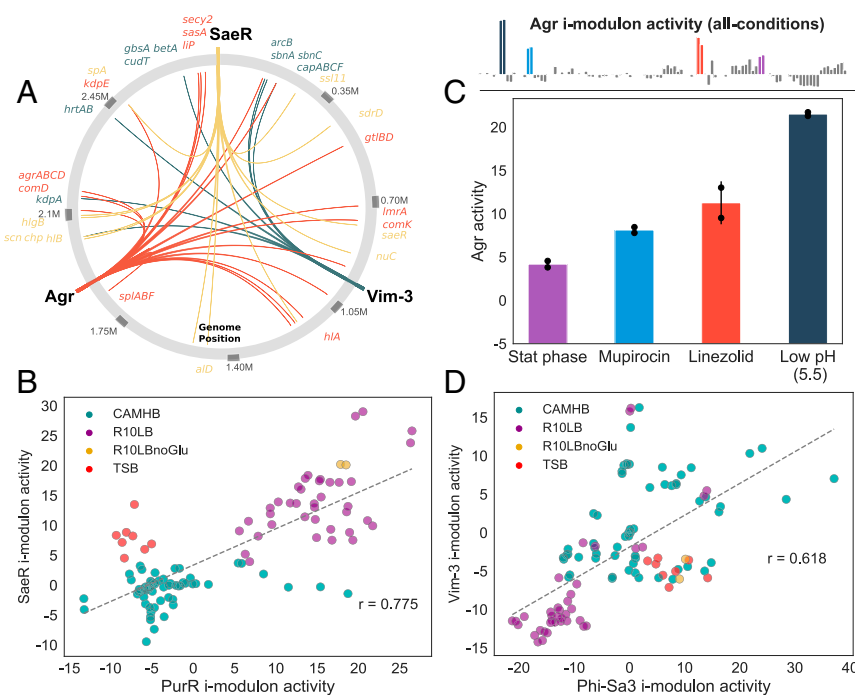 A
secy2
sasA
liP
SaeR
gbsA betA
cudT
arcB
sbnA sbnC
capABCF
ssl11
spA
kdpE
2.45M
hrtAB
0.35M
sdrD
gtlBD
agrABCD
comD
kdpA
2.1M
hlgB
scn chp hlB
0.70M
lmrA
comK
saeR
nuC
Agr
Vim-3
splABF
1.05M
1.75M
Genome
Position
hlA
alD
1.40M
Agr i-modulon activity (all-conditions)
C
Agr activity
20
15
10
5
0
-5
Stat phase
Mupirocin
Linezolid
Low pH
(5.5)
B
SaeR i-modulon activity
30
25
20
15
10
5
0
-5
-10
CAMHB
R10LB
R10LBnoGlu
TSB
r = 0.775
-15
-10
-5
0
5
10
15
20
25
PurR i-modulon activity
D
Vim-3 i-modulon activity
15
10
5
0
-5
-10
-15
CAMHB
R10LB
R10LBnoGlu
TSB
r = 0.618
-20
-10
0
10
20
30
40
Phi-Sa3 i-modulon activity